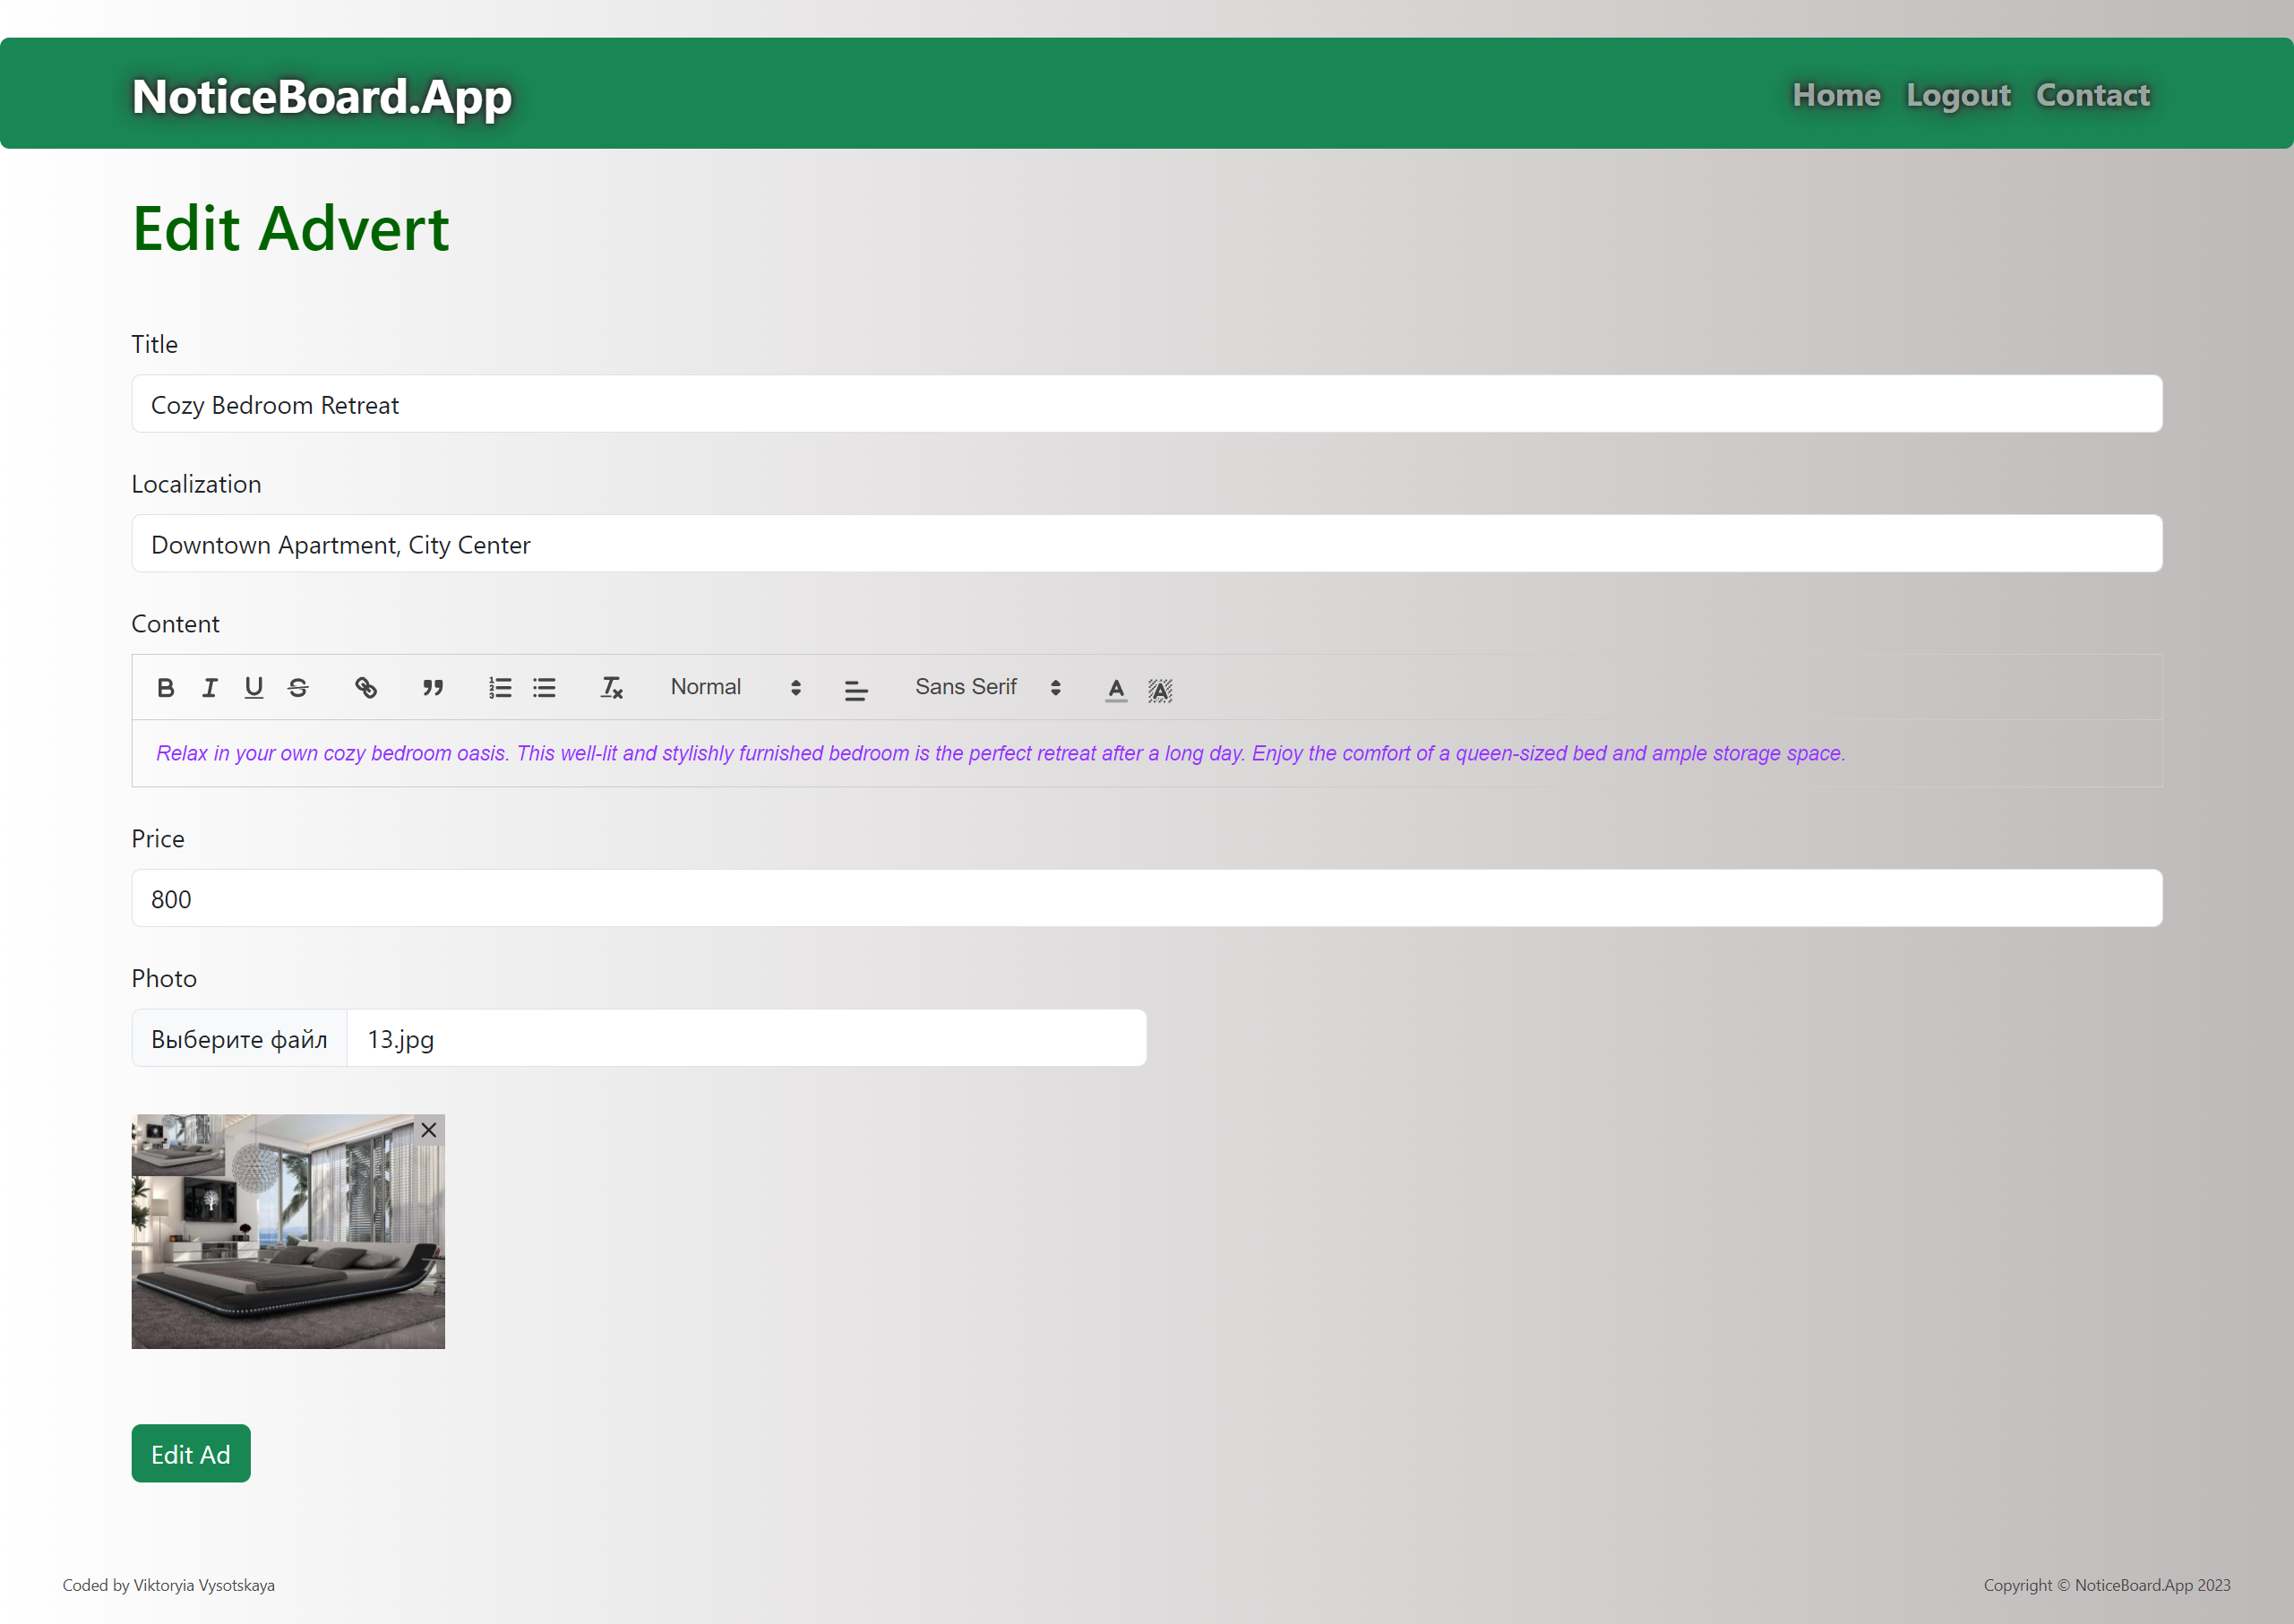 NoticeBoard.App
Home Logout Contact
Edit Advert
Title
Cozy Bedroom Retreat
Localization
Downtown Apartment, City Center
Content
Normal Sans Serif
Relax in your own cozy bedroom oasis. This well-lit and stylishly furnished bedroom is the perfect retreat after a long day. Enjoy the comfort of a queen-sized bed and ample storage space.
Price
800
Photo
Выберите файл 13.jpg
Edit Ad
Coded by Viktoryia Vysotskaya
Copyright © NoticeBoard.App 2023